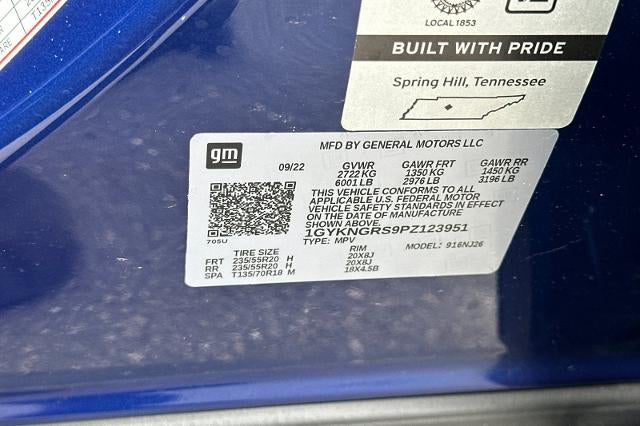 T135
LOCAL 1853
BUILT WITH PRIDE
Spring Hill, Tennessee
gm
MFD BY GENERAL MOTORS LLC
09/22 GVWR GAWR FRT GAWR RR
2722 KG 1350 KG 1450 KG
6001 LB 2976 LB 3196 LB
THIS VEHICLE CONFORMS TO ALL
APPLICABLE U.S. FEDERAL MOTOR
VEHICLE SAFETY STANDARDS IN EFFECT
ON THE DATE OF MANUFACTURE
SHOWN ABOVE.
1GYKNGRS9PZ123951
705U TYPE: MPV MODEL: 916NJ26
TIRE SIZE RIM
FRT 235/55R20 H 20X8J
RR 235/55R20 H 20X8J
SPA T135/70R18 M 18X4.5B